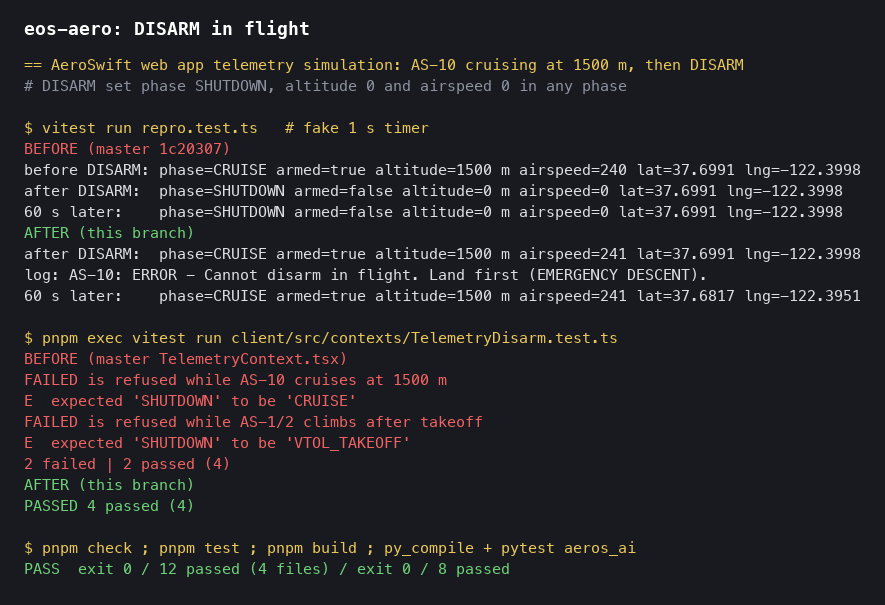 eos-aero: DISARM in flight
== AeroSwift web app telemetry simulation: AS-10 cruising at 1500 m, then DISARM
# DISARM set phase SHUTDOWN, altitude 0 and airspeed 0 in any phase
$ vitest run repro.test.ts   # fake 1 s timer
BEFORE (master 1c20307)
before DISARM: phase=CRUISE armed=true altitude=1500 m airspeed=240 lat=37.6991 lng=-122.3998
after DISARM:  phase=SHUTDOWN armed=false altitude=0 m airspeed=0 lat=37.6991 lng=-122.3998
60 s later:    phase=SHUTDOWN armed=false altitude=0 m airspeed=0 lat=37.6991 lng=-122.3998
AFTER (this branch)
after DISARM:  phase=CRUISE armed=true altitude=1500 m airspeed=241 lat=37.6991 lng=-122.3998
log: AS-10: ERROR — Cannot disarm in flight. Land first (EMERGENCY DESCENT).
60 s later:    phase=CRUISE armed=true altitude=1500 m airspeed=241 lat=37.6817 lng=-122.3951
$ pnpm exec vitest run client/src/contexts/TelemetryDisarm.test.ts
BEFORE (master TelemetryContext.tsx)
FAILED is refused while AS-10 cruises at 1500 m
E  expected 'SHUTDOWN' to be 'CRUISE'
FAILED is refused while AS-1/2 climbs after takeoff
E  expected 'SHUTDOWN' to be 'VTOL_TAKEOFF'
2 failed | 2 passed (4)
AFTER (this branch)
PASSED 4 passed (4)
$ pnpm check ; pnpm test ; pnpm build ; py_compile + pytest aeros_ai
PASS  exit 0 / 12 passed (4 files) / exit 0 / 8 passed